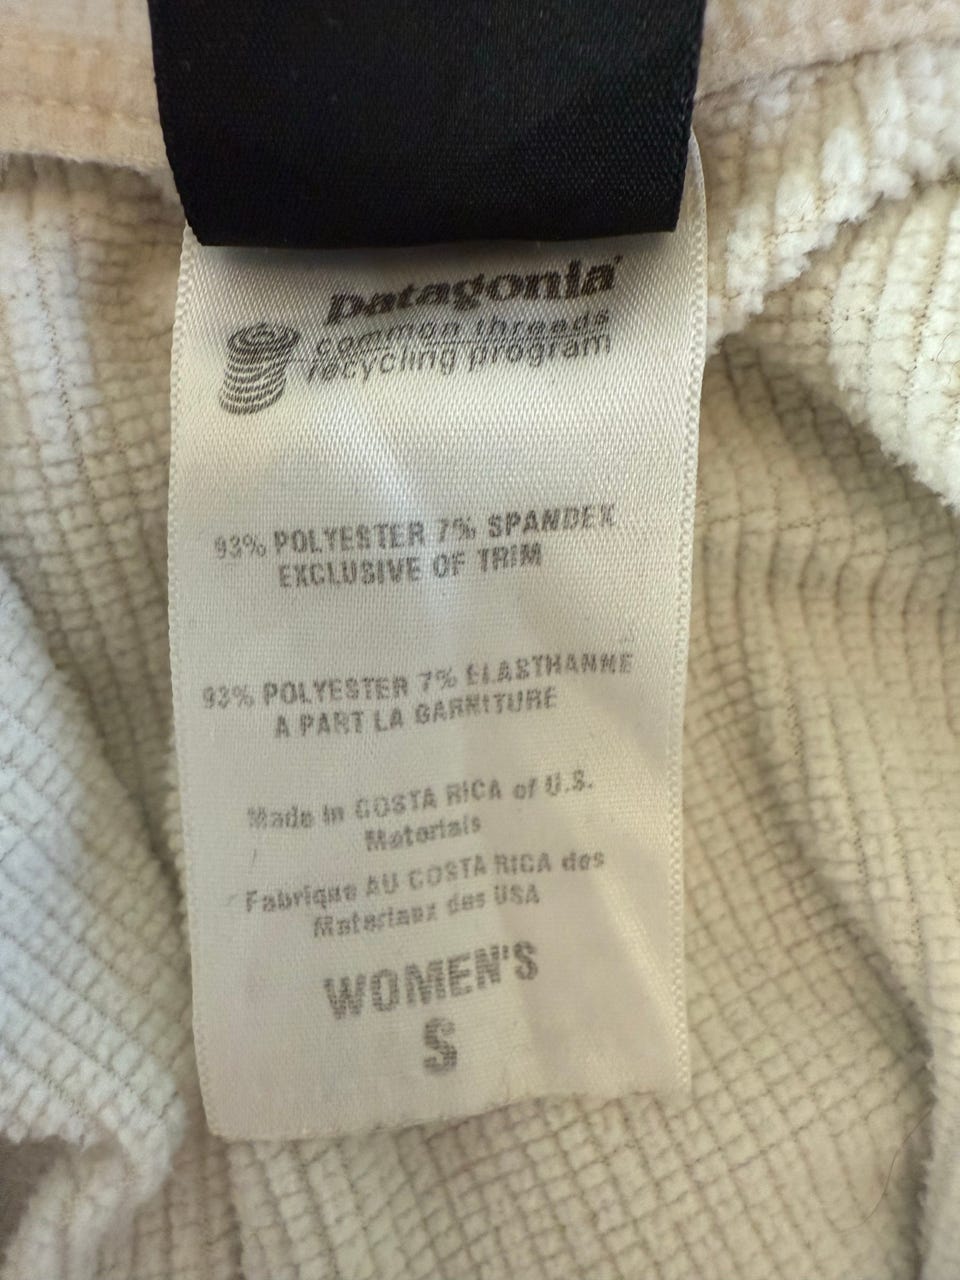 patagonia
common threads
recycling program
93% POLYESTER 7% SPANDEX
EXCLUSIVE OF TRIM
93% POLYESTER 7% ELASTHANNE
A PART LA GARNITURE
Made in COSTA RICA of U.S.
Materials
Fabrique AU COSTA RICA des
Materiaux des USA
WOMEN'S
S